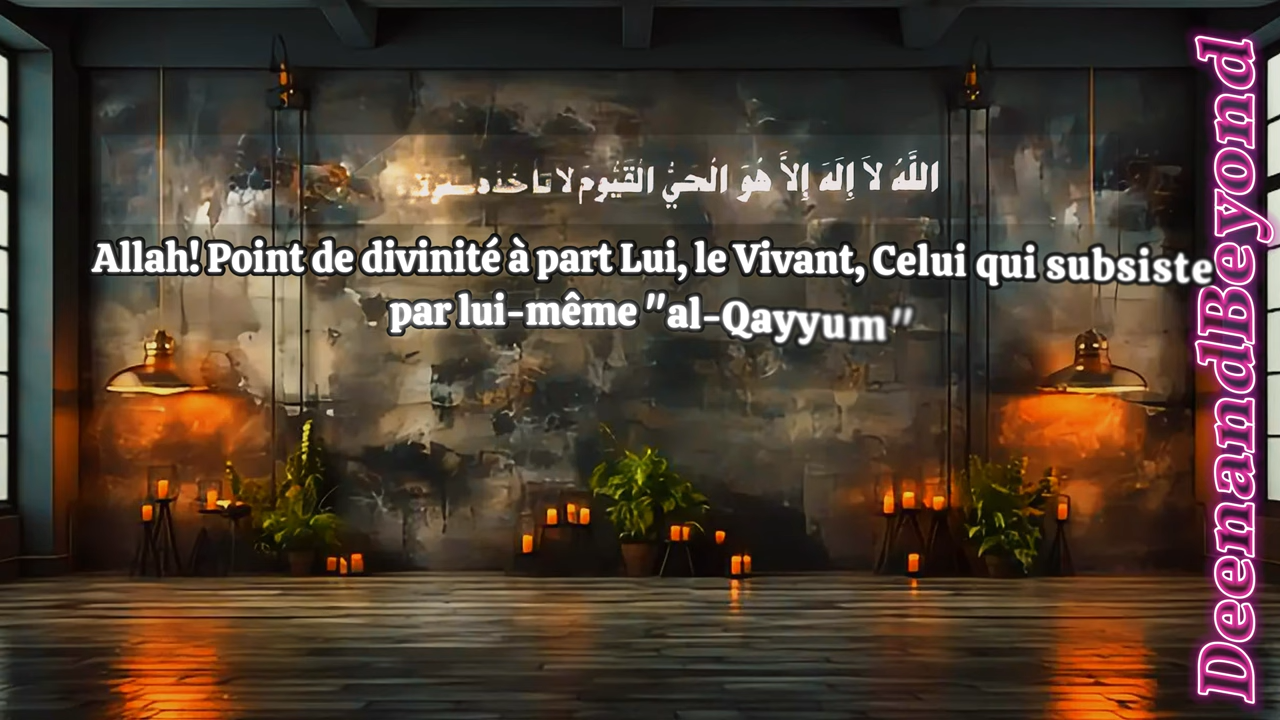 اللَّهُ لاَ إِلَهَ إِلاَّ هُوَ الْحَيُّ الْقَيُّومُ لاَ تَأْخُذُهُ
Allah! Point de divinité à part Lui, le Vivant, Celui qui subsiste
par lui-même "al-Qayyum"
DeenandBeyond